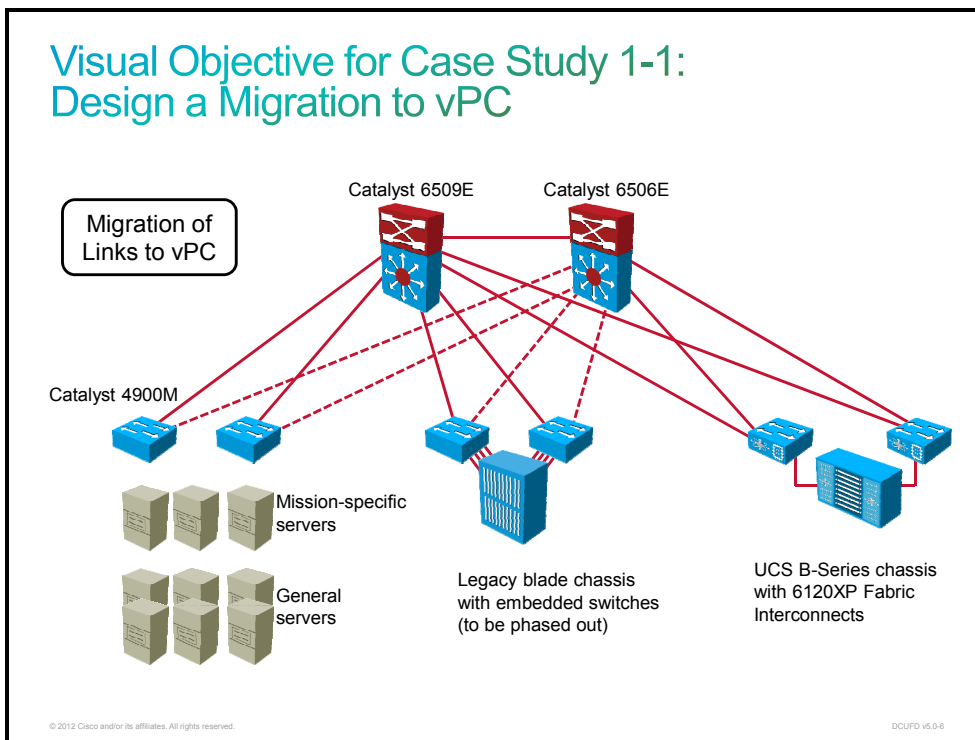 Visual Objective for Case Study 1-1:
Design a Migration to vPC
Catalyst 6509E
Catalyst 6506E
Migration of
Links to vPC
Catalyst 4900M
Mission-specific
servers
General
servers
Legacy blade chassis
with embedded switches
(to be phased out)
UCS B-Series chassis
with 6120XP Fabric
Interconnects
© 2012 Cisco and/or its affiliates. All rights reserved.
DCUFD v5.0-6